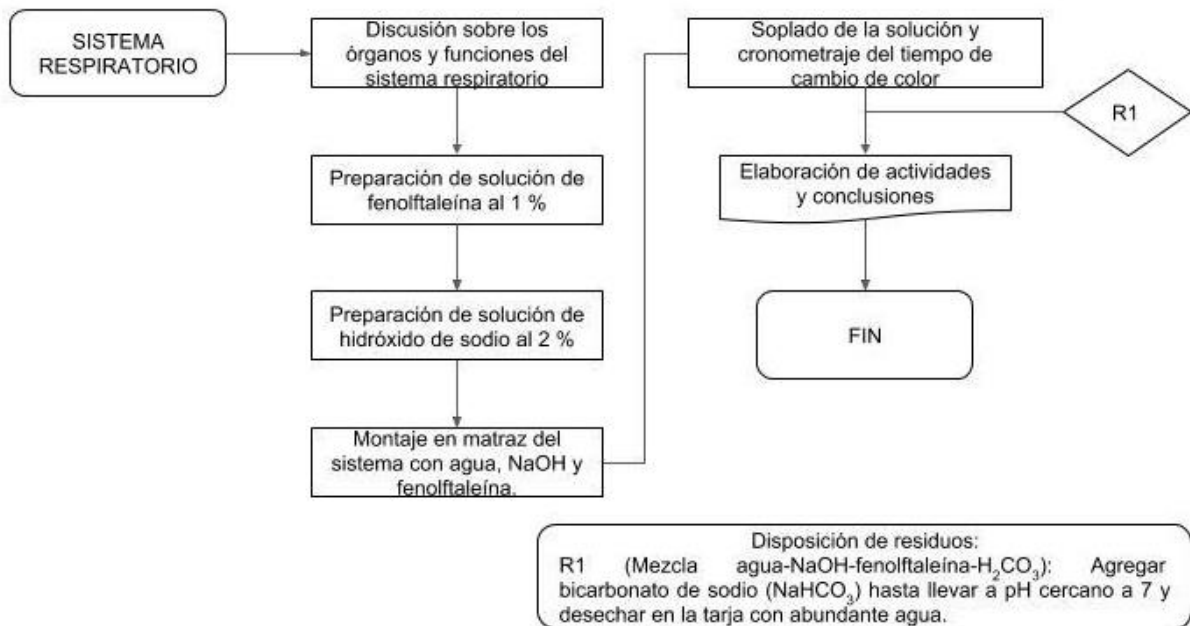 SISTEMA
RESPIRATORIO
Discusión sobre los
órganos y funciones del
sistema respiratorio
Preparación de solución de
fenolftaleína al 1 %
Preparación de solución de
hidróxido de sodio al 2 %
Montaje en matraz del
sistema con agua, NaOH y
fenolftaleína.
Soplado de la solución y
cronometraje del tiempo de
cambio de color
R1
Elaboración de actividades
y conclusiones
FIN
Disposición de residuos:
R1 (Mezcla agua-NaOH-fenolftaleína-H₂CO₃): Agregar
bicarbonato de sodio (NaHCO₃) hasta llevar a pH cercano a 7 y
desechar en la tarja con abundante agua.